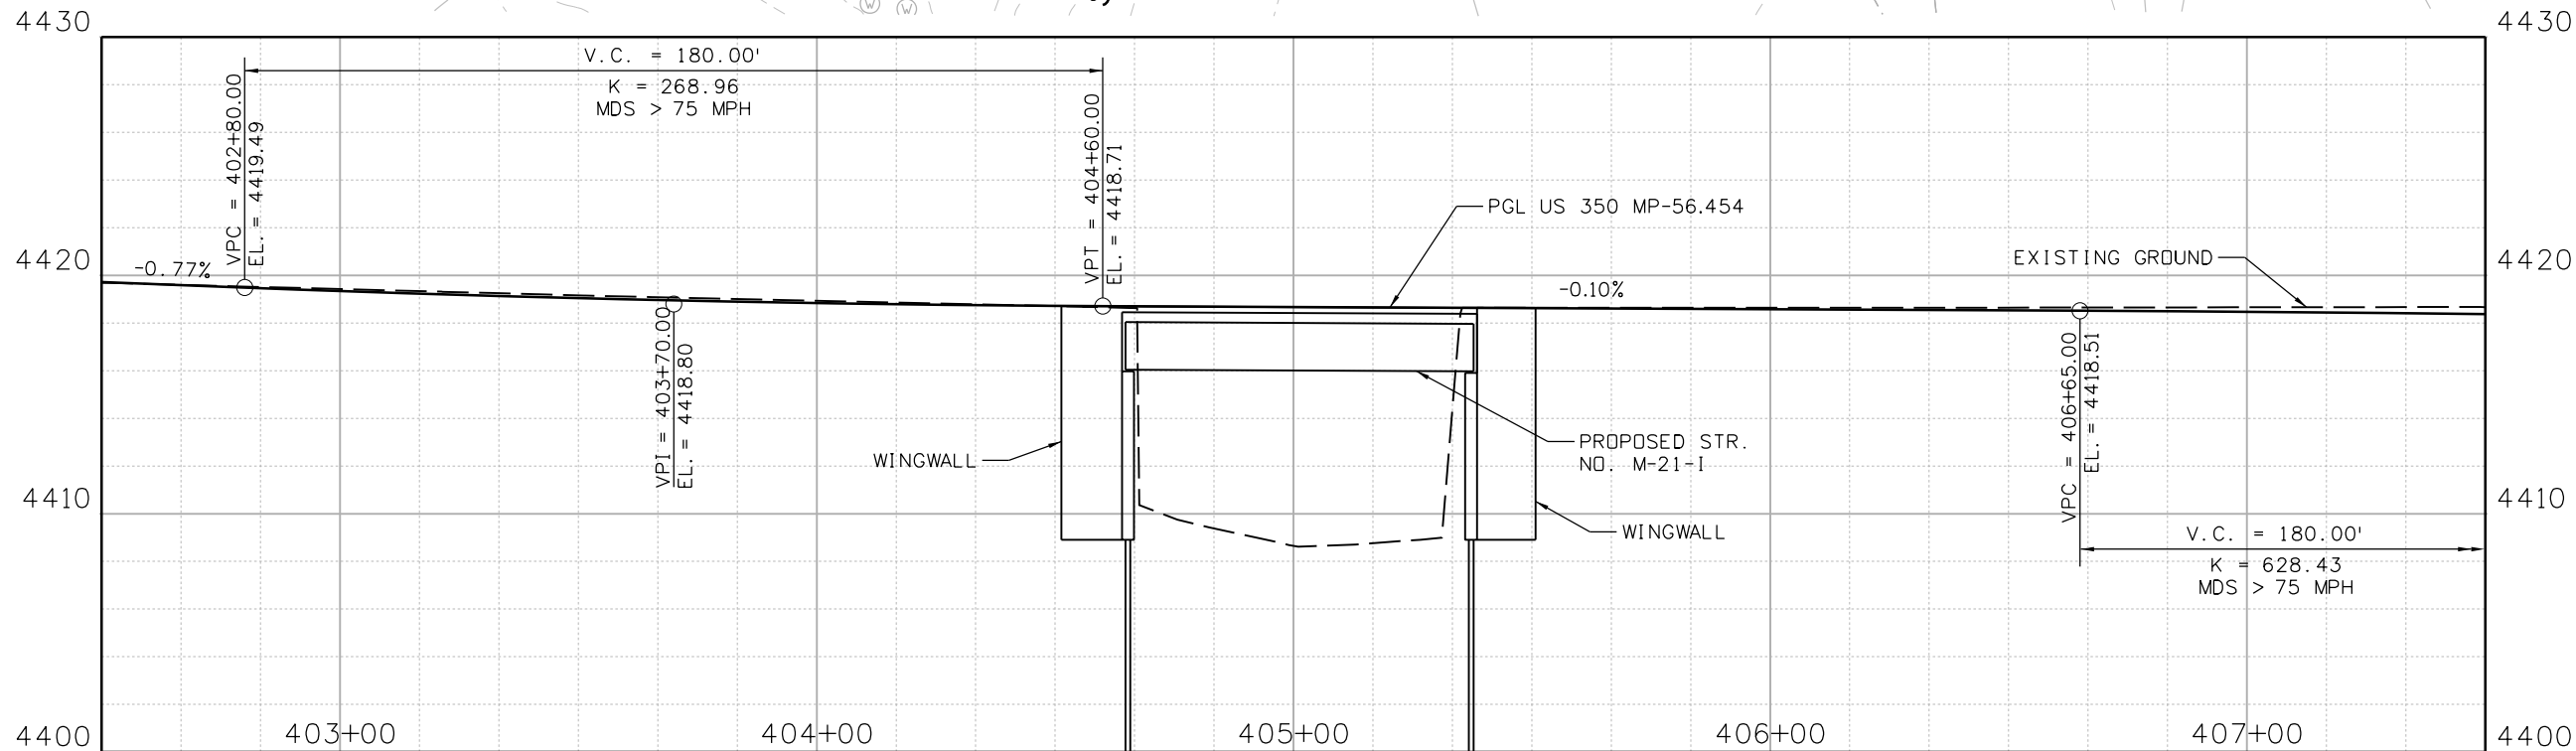 4430
4430
V.C. = 180.00'
K = 268.96
MDS > 75 MPH
VPC = 402+80.00
EL. = 4419.49
VPT = 404+60.00
EL. = 4418.71
PGL US 350 MP-56.454
EXISTING GROUND
4420
4420
-0.77%
-0.10%
VPI = 403+70.00
EL. = 4418.80
VPC = 406+65.00
EL. = 4418.51
WINGWALL
PROPOSED STR.
NO. M-21-I
4410
4410
WINGWALL
V.C. = 180.00'
K = 628.43
MDS > 75 MPH
W
W
4400
403+00
404+00
405+00
406+00
407+00
4400